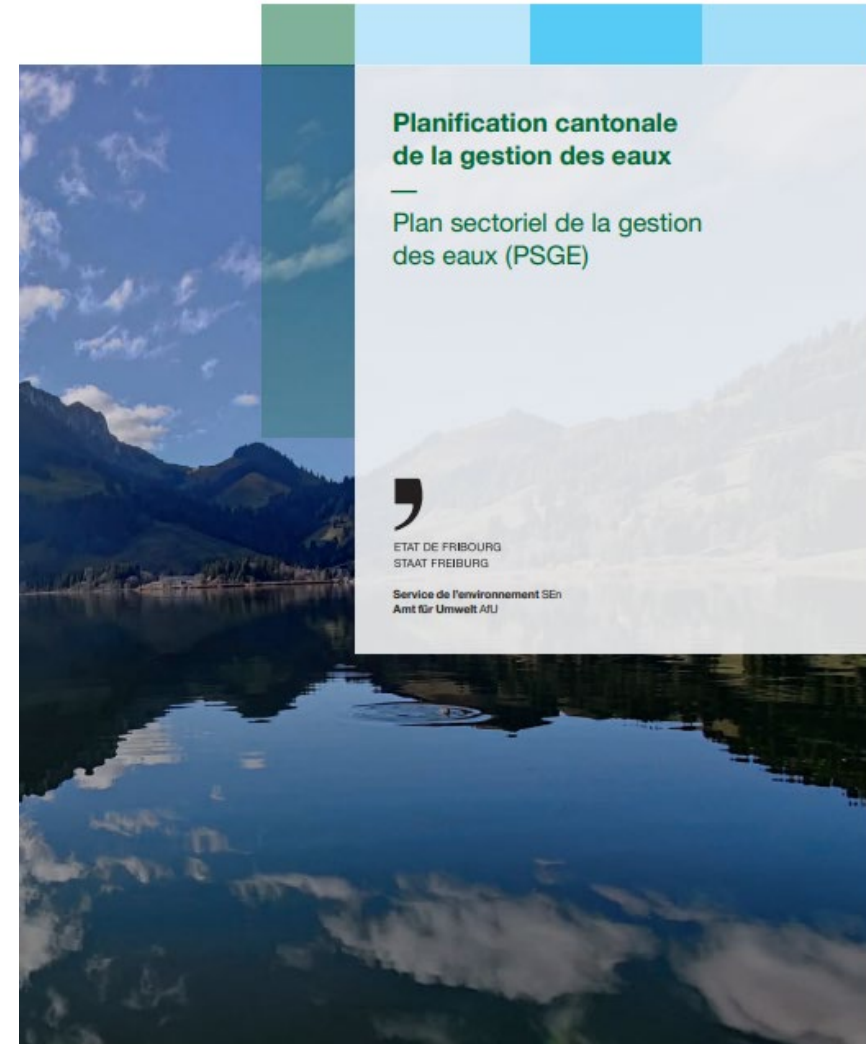 Planification cantonale
de la gestion des eaux
—
Plan sectoriel de la gestion
des eaux (PSGE)
ETAT DE FRIBOURG
STAAT FREIBURG
Service de l'environnement SEn
Amt für Umwelt AfU